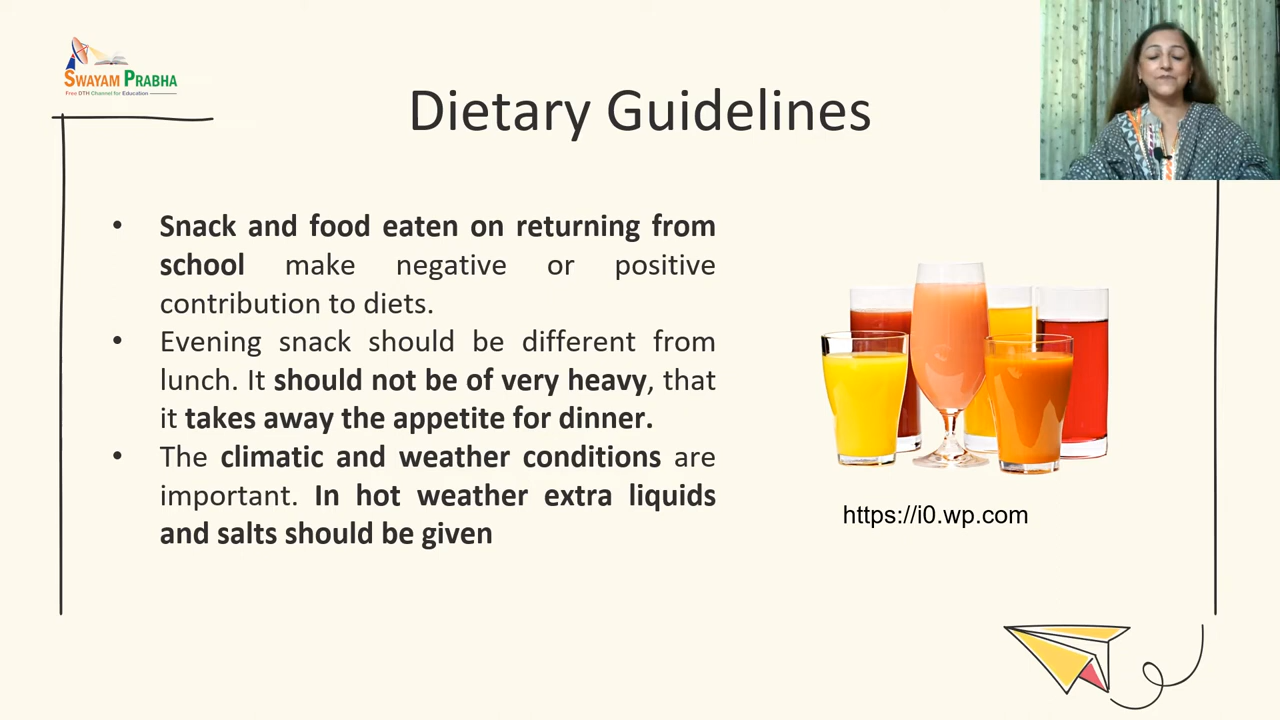 SWAYAM PRABHA
Free DTH Channel for Education
Dietary Guidelines
• Snack and food eaten on returning from
school make negative or positive
contribution to diets.
• Evening snack should be different from
lunch. It should not be of very heavy, that
it takes away the appetite for dinner.
• The climatic and weather conditions are
important. In hot weather extra liquids
and salts should be given
https://i0.wp.com